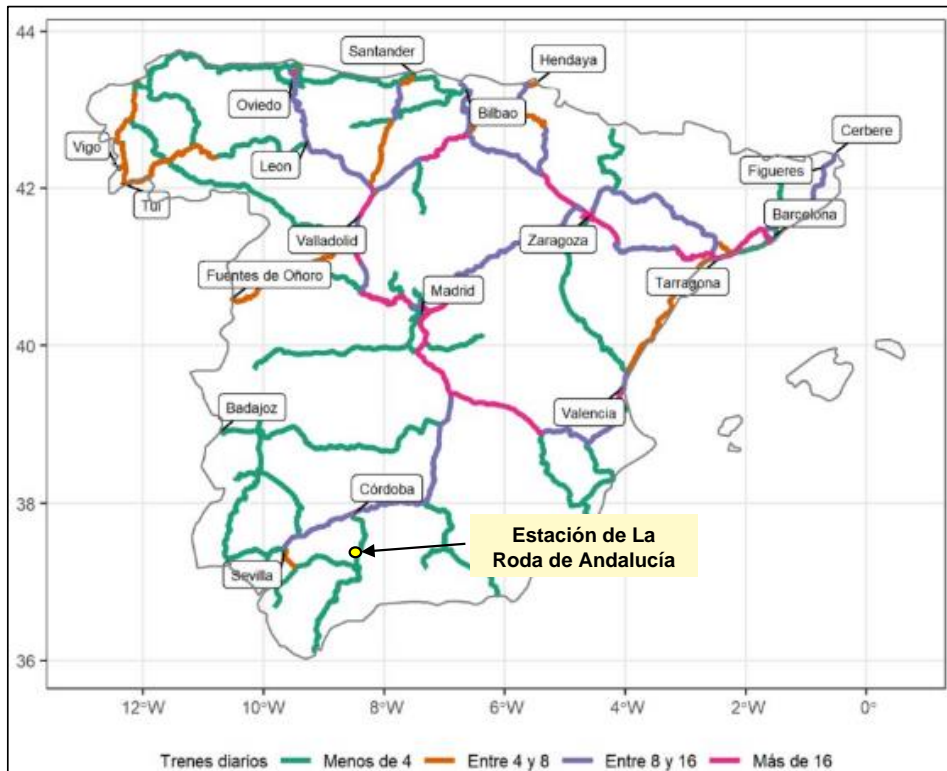 44
Santander
Hendaya
Oviedo
Bilbao
Cerbere
Vigo
Leon
Figueres
42
Tui
Barcelona
Valladolid
Zaragoza
Fuentes de Oñoro
Madrid
Tarragona
40
Badajoz
Valencia
38
Córdoba
Estación de La
Roda de Andalucía
Sevilla
36
12°W 10°W 8°W 6°W 4°W 2°W 0°
Trenes diarios Menos de 4 Entre 4 y 8 Entre 8 y 16 Más de 16